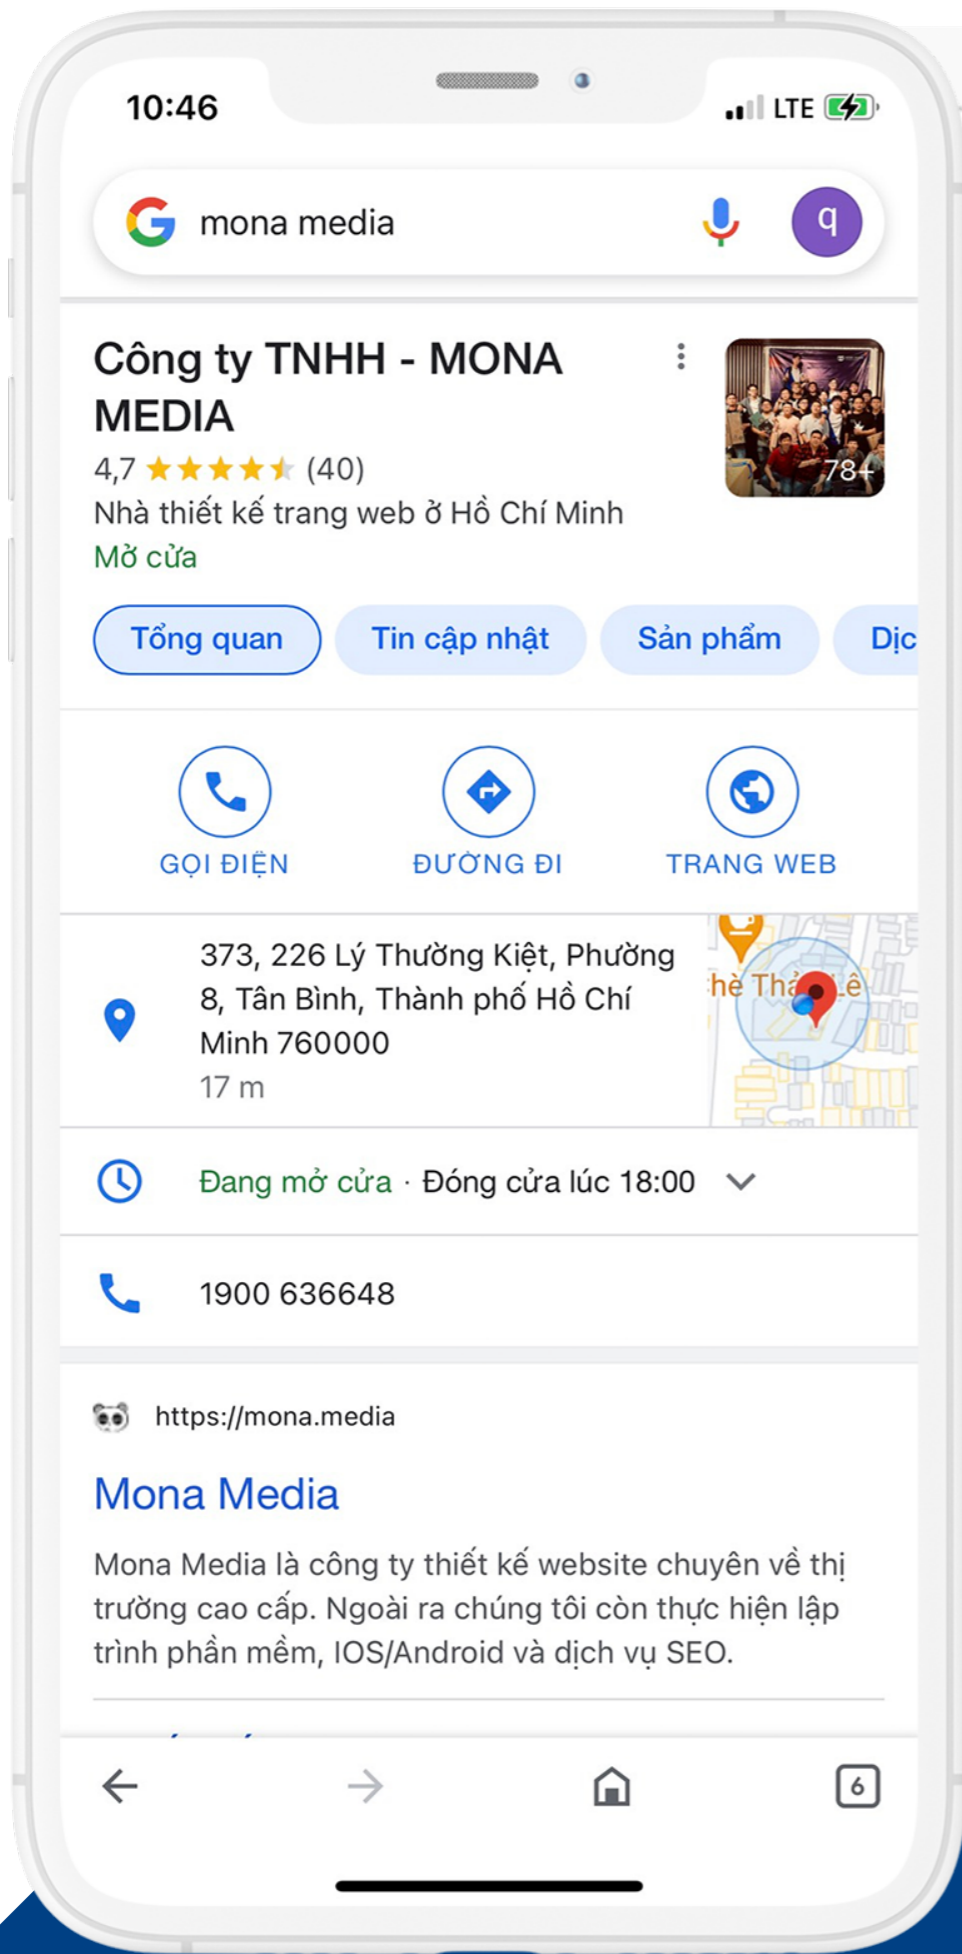 10:46 LTE
mona media q
Công ty TNHH - MONA
MEDIA
4,7 (40)
78+
Nhà thiết kế trang web ở Hồ Chí Minh
Mở cửa
Tổng quan Tin cập nhật Sản phẩm Dịc
GỌI ĐIỆN ĐƯỜNG ĐI TRANG WEB
373, 226 Lý Thường Kiệt, Phường
8, Tân Bình, Thành phố Hồ Chí
Minh 760000
17 m
Đang mở cửa · Đóng cửa lúc 18:00
1900 636648
https://mona.media
Mona Media
Mona Media là công ty thiết kế website chuyên về thị
trường cao cấp. Ngoài ra chúng tôi còn thực hiện lập
trình phần mềm, IOS/Android và dịch vụ SEO.
6